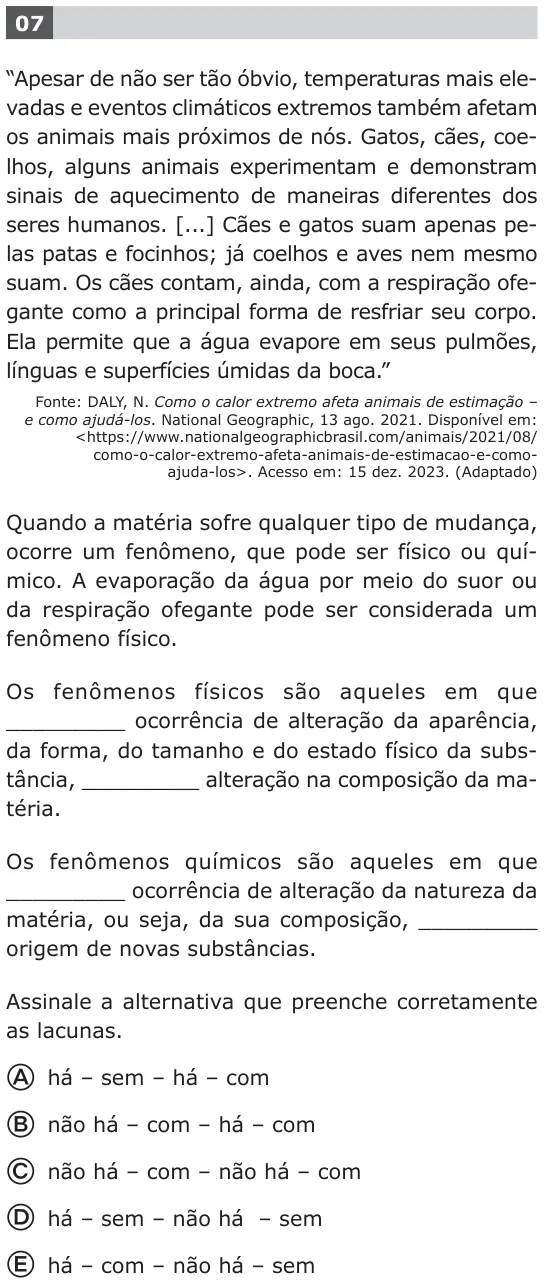 07
“Apesar de não ser tão óbvio, temperaturas mais ele-
vadas e eventos climáticos extremos também afetam
os animais mais próximos de nós. Gatos, cães, coe-
lhos, alguns animais experimentam e demonstram
sinais de aquecimento de maneiras diferentes dos
seres humanos. [...] Cães e gatos suam apenas pe-
las patas e focinhos; já coelhos e aves nem mesmo
suam. Os cães contam, ainda, com a respiração ofe-
gante como a principal forma de resfriar seu corpo.
Ela permite que a água evapore em seus pulmões,
línguas e superfícies úmidas da boca.”
Fonte: DALY, N. Como o calor extremo afeta animais de estimação –
e como ajudá-los. National Geographic, 13 ago. 2021. Disponível em:
<https://www.nationalgeographicbrasil.com/animais/2021/08/
como-o-calor-extremo-afeta-animais-de-estimacao-e-como-
ajuda-los>. Acesso em: 15 dez. 2023. (Adaptado)
Quando a matéria sofre qualquer tipo de mudança,
ocorre um fenômeno, que pode ser físico ou quí-
mico. A evaporação da água por meio do suor ou
da respiração ofegante pode ser considerada um
fenômeno físico.
Os fenômenos físicos são aqueles em que
__________ ocorrência de alteração da aparência,
da forma, do tamanho e do estado físico da subs-
tância, __________ alteração na composição da ma-
téria.
Os fenômenos químicos são aqueles em que
__________ ocorrência de alteração da natureza da
matéria, ou seja, da sua composição, __________
origem de novas substâncias.
Assinale a alternativa que preenche corretamente
as lacunas.
A há – sem – há – com
B não há – com – há – com
C não há – com – não há – com
D há – sem – não há – sem
E há – com – não há – sem